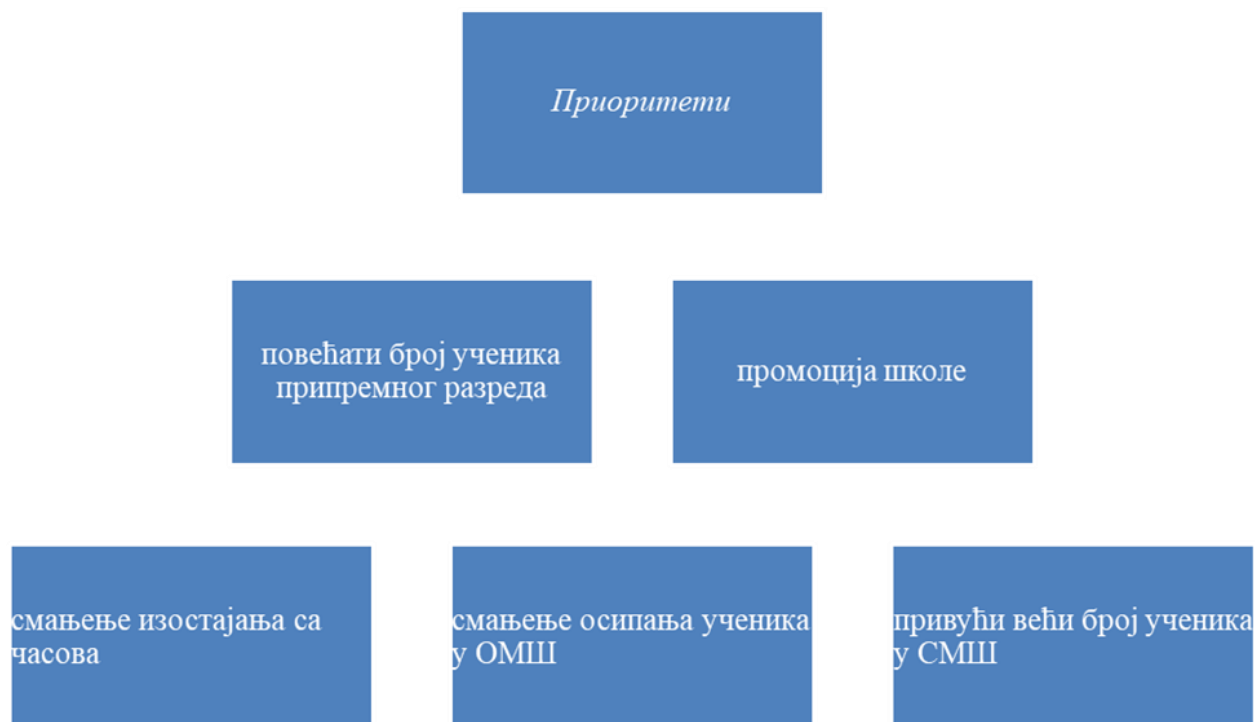 Приоритети
повећати број ученика
припремног разреда
промоција школе
смањење изостајања са
часова
смањење осипања ученика
у ОМШ
привући већи број ученика
у СМШ